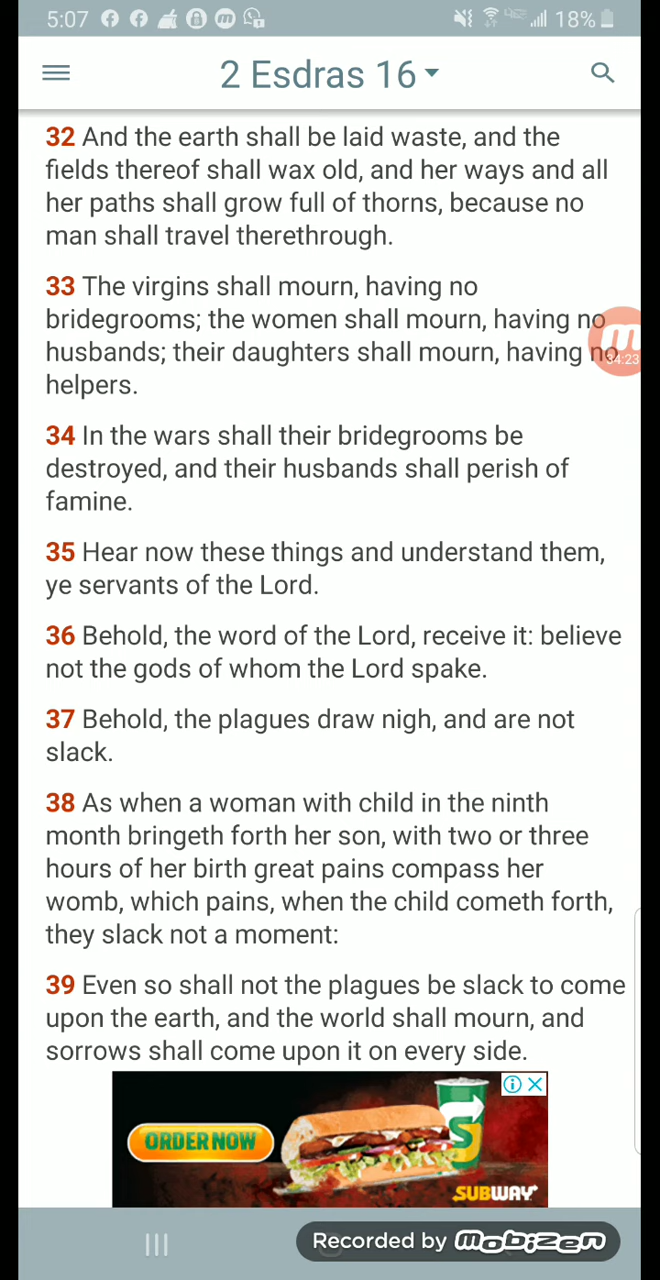 5:07 18%
2 Esdras 16
32 And the earth shall be laid waste, and the
fields thereof shall wax old, and her ways and all
her paths shall grow full of thorns, because no
man shall travel therethrough.
33 The virgins shall mourn, having no
bridegrooms; the women shall mourn, having no
husbands; their daughters shall mourn, having no
helpers.
04:23
34 In the wars shall their bridegrooms be
destroyed, and their husbands shall perish of
famine.
35 Hear now these things and understand them,
ye servants of the Lord.
36 Behold, the word of the Lord, receive it: believe
not the gods of whom the Lord spake.
37 Behold, the plagues draw nigh, and are not
slack.
38 As when a woman with child in the ninth
month bringeth forth her son, with two or three
hours of her birth great pains compass her
womb, which pains, when the child cometh forth,
they slack not a moment:
39 Even so shall not the plagues be slack to come
upon the earth, and the world shall mourn, and
sorrows shall come upon it on every side.
ORDER NOW
SUBWAY
Recorded by mobizen